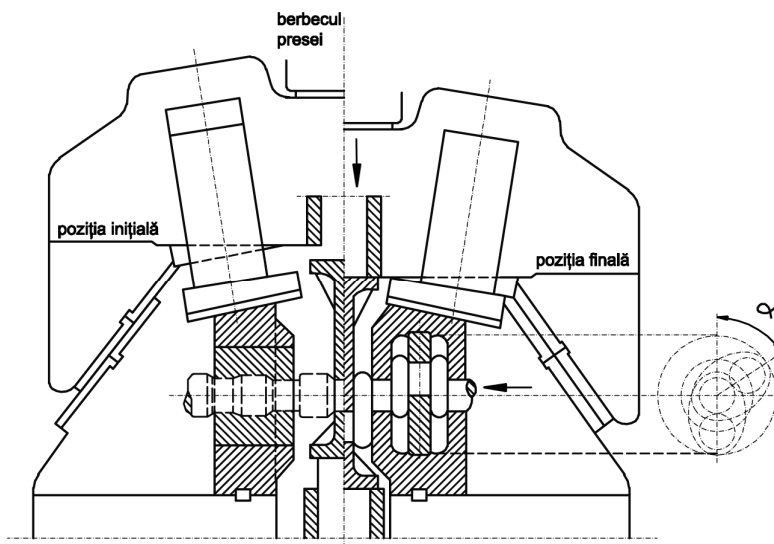 berbecul
presei
poziția inițială
poziția finală
α